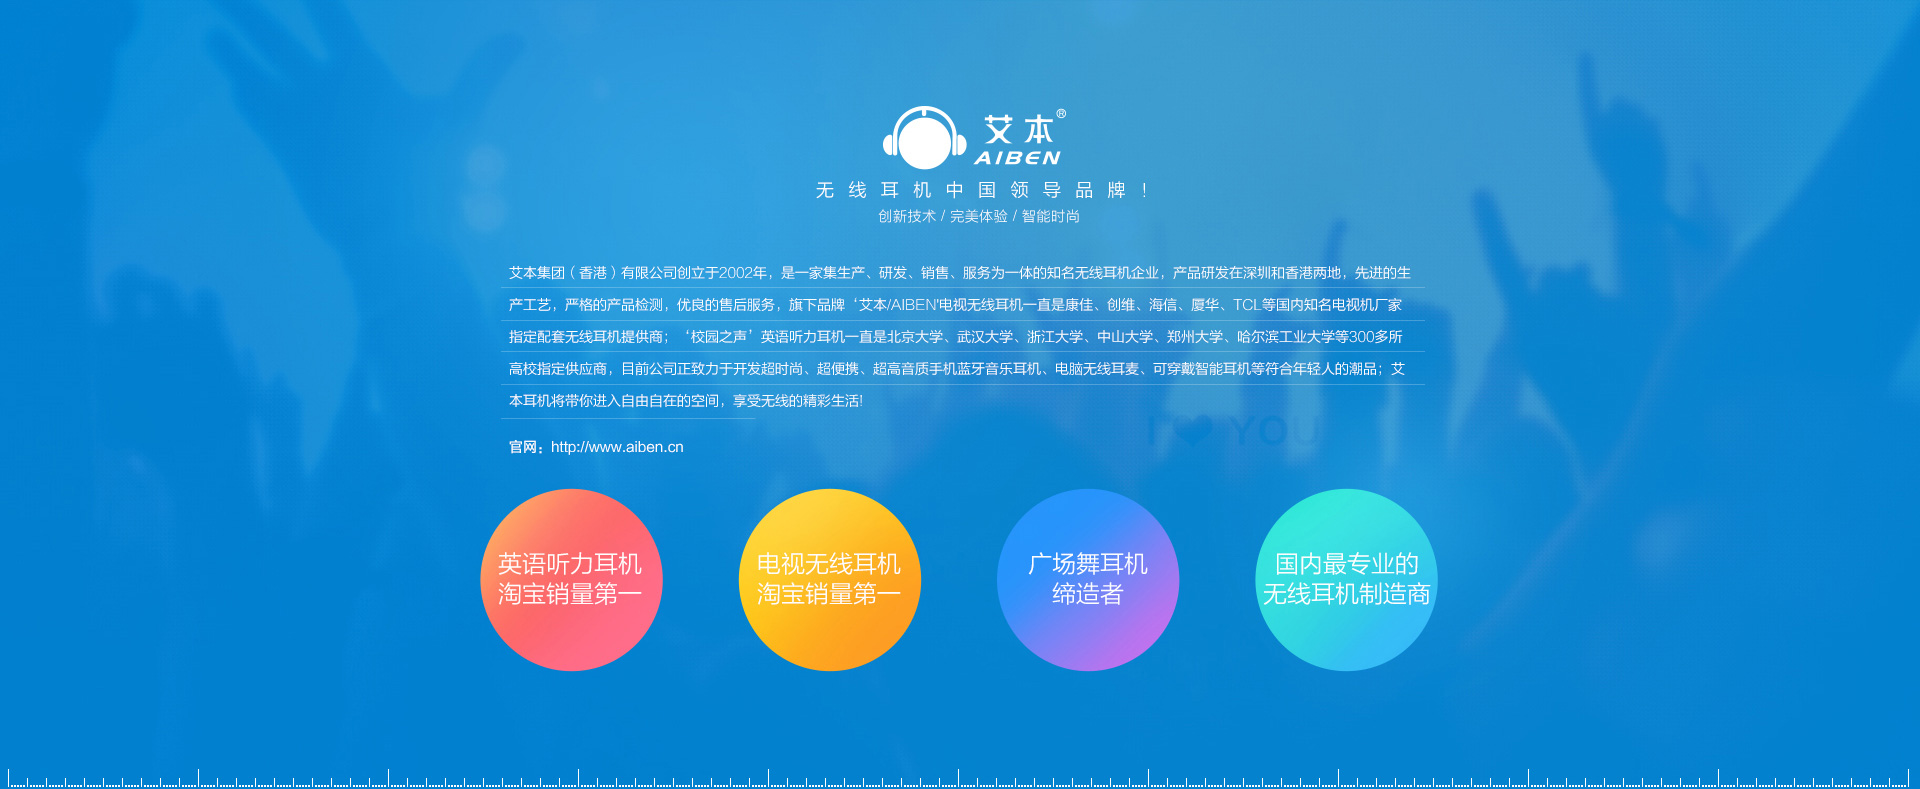 艾本®
AIBEN
无线耳机中国领导品牌！
创新技术 / 完美体验 / 智能时尚
艾本集团（香港）有限公司创立于2002年，是一家集生产、研发、销售、服务为一体的知名无线耳机企业，产品研发在深圳和香港两地，先进的生
产工艺，严格的产品检测，优良的售后服务，旗下品牌‘艾本/AIBEN'电视无线耳机一直是康佳、创维、海信、厦华、TCL等国内知名电视机厂家
指定配套无线耳机提供商；‘校园之声’英语听力耳机一直是北京大学、武汉大学、浙江大学、中山大学、郑州大学、哈尔滨工业大学等300多所
高校指定供应商，目前公司正致力于开发超时尚、超便携、超高音质手机蓝牙音乐耳机、电脑无线耳麦、可穿戴智能耳机等符合年轻人的潮品；艾
本耳机将带你进入自由自在的空间，享受无线的精彩生活!
I ❤ YOU
官网：http://www.aiben.cn
英语听力耳机
淘宝销量第一
电视无线耳机
淘宝销量第一
广场舞耳机
缔造者
国内最专业的
无线耳机制造商